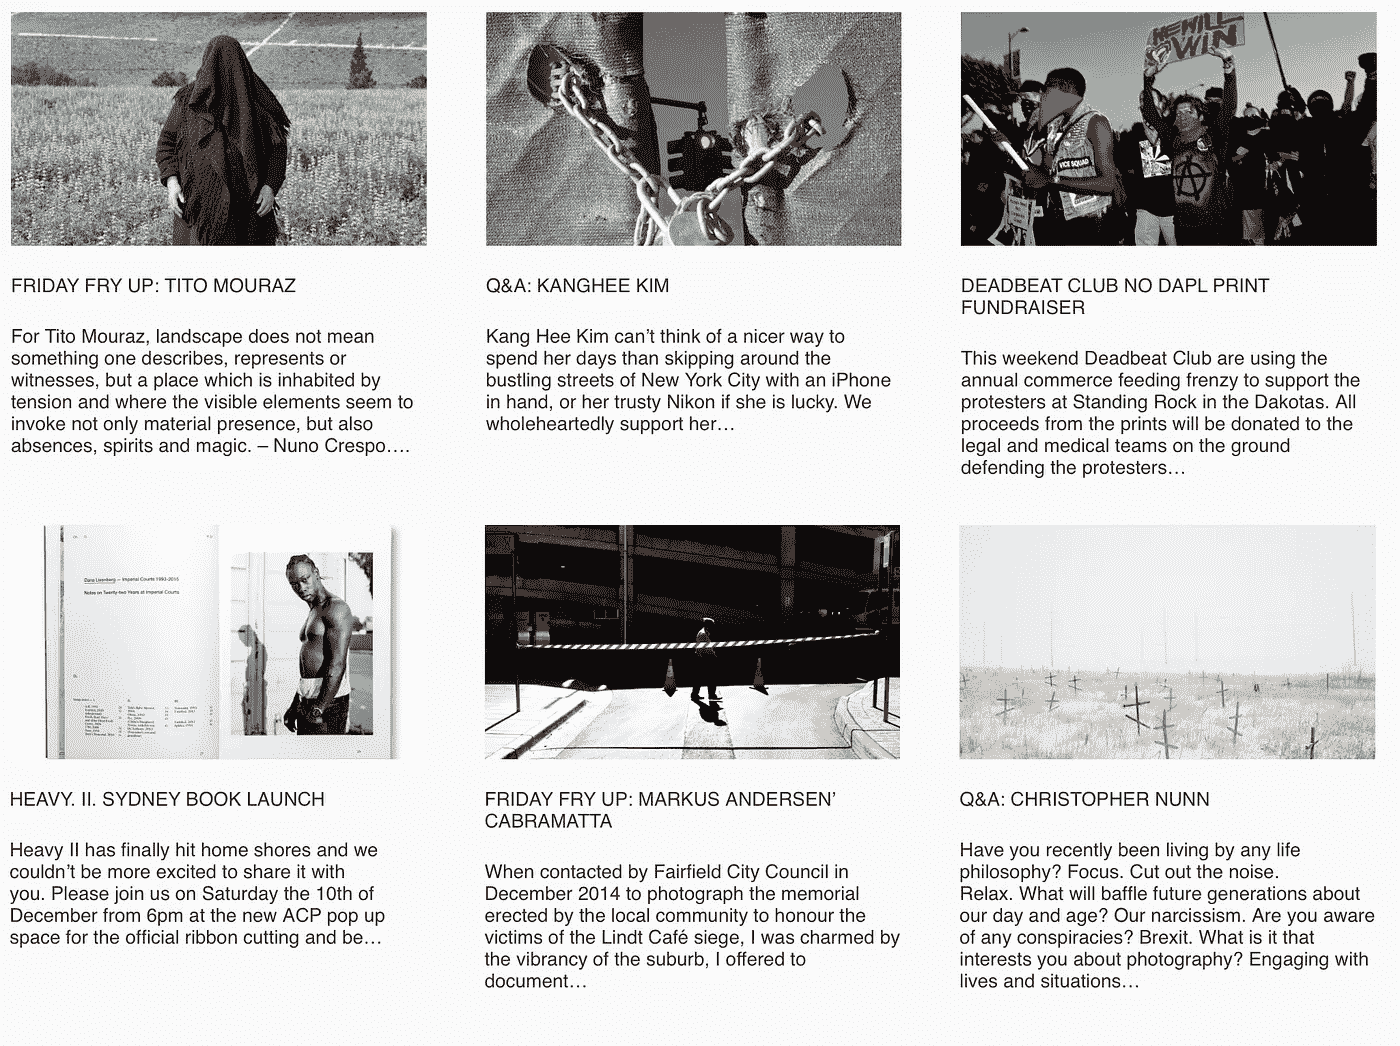 WE WILL
WIN
VICE SQUAD
FRIDAY FRY UP: TITO MOURAZ
For Tito Mouraz, landscape does not mean
something one describes, represents or
witnesses, but a place which is inhabited by
tension and where the visible elements seem to
invoke not only material presence, but also
absences, spirits and magic. – Nuno Crespo….
Q&A: KANGHEE KIM
Kang Hee Kim can’t think of a nicer way to
spend her days than skipping around the
bustling streets of New York City with an iPhone
in hand, or her trusty Nikon if she is lucky. We
wholeheartedly support her…
DEADBEAT CLUB NO DAPL PRINT
FUNDRAISER
This weekend Deadbeat Club are using the
annual commerce feeding frenzy to support the
protesters at Standing Rock in the Dakotas. All
proceeds from the prints will be donated to the
legal and medical teams on the ground
defending the protesters…
Dana Lixenberg — Imperial Courts 1993-2015
Notes on Twenty-two Years at Imperial Courts
HEAVY. II. SYDNEY BOOK LAUNCH
Heavy II has finally hit home shores and we
couldn’t be more excited to share it with
you. Please join us on Saturday the 10th of
December from 6pm at the new ACP pop up
space for the official ribbon cutting and be…
FRIDAY FRY UP: MARKUS ANDERSEN’
CABRAMATTA
When contacted by Fairfield City Council in
December 2014 to photograph the memorial
erected by the local community to honour the
victims of the Lindt Café siege, I was charmed by
the vibrancy of the suburb, I offered to
document…
Q&A: CHRISTOPHER NUNN
Have you recently been living by any life
philosophy? Focus. Cut out the noise.
Relax. What will baffle future generations about
our day and age? Our narcissism. Are you aware
of any conspiracies? Brexit. What is it that
interests you about photography? Engaging with
lives and situations…